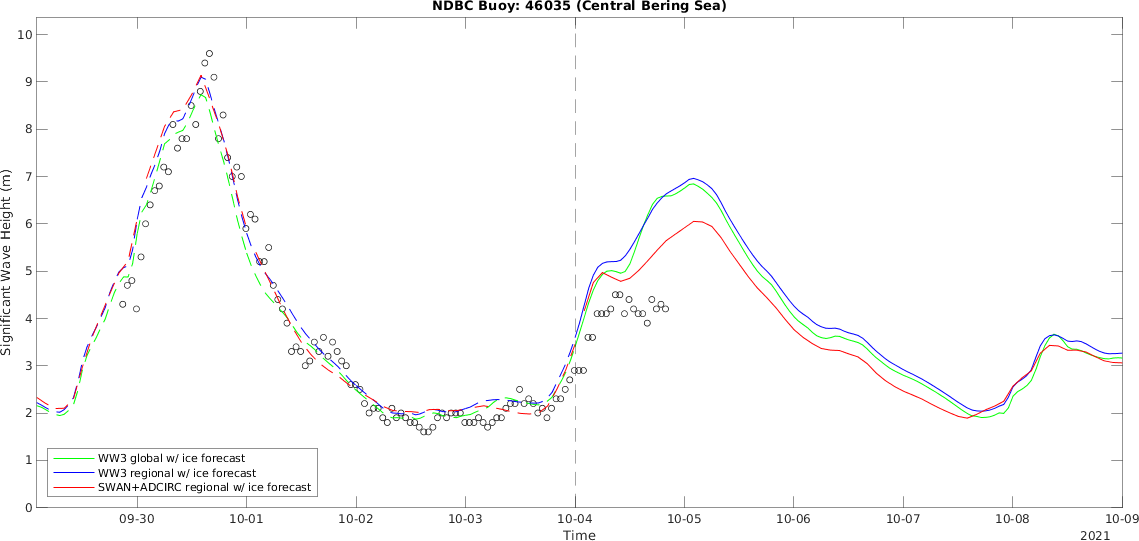 NDBC Buoy: 46035 (Central Bering Sea)
Significant Wave Height (m)
10
9
8
7
6
5
4
3
2
1
0
WW3 global w/ ice forecast
WW3 regional w/ ice forecast
SWAN+ADCIRC regional w/ ice forecast
09-30 10-01 10-02 10-03 10-04 10-05 10-06 10-07 10-08 10-09
Time
2021